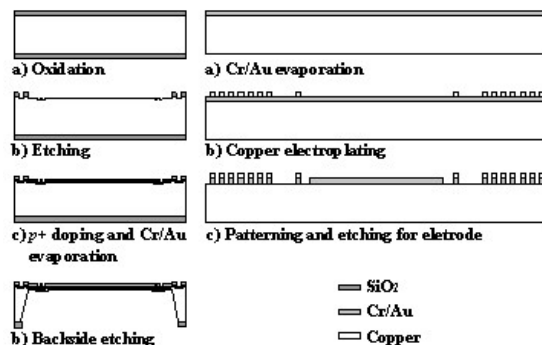 a) Oxidation
a) Cr/Au evaporation
b) Etching
b) Copper electroplating
c) p+ doping and Cr/Au
evaporation
c) Patterning and etching for eletrode
b) Backside etching
SiO2
Cr/Au
Copper